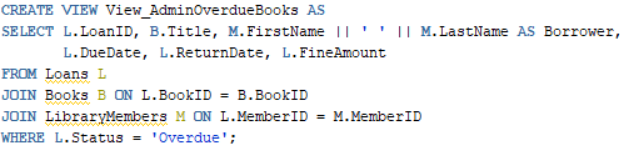 CREATE VIEW View_AdminOverdueBooks AS
SELECT L.LoanID, B.Title, M.FirstName || ' ' || M.LastName AS Borrower,
L.DueDate, L.ReturnDate, L.FineAmount
FROM Loans L
JOIN Books B ON L.BookID = B.BookID
JOIN LibraryMembers M ON L.MemberID = M.MemberID
WHERE L.Status = 'Overdue';